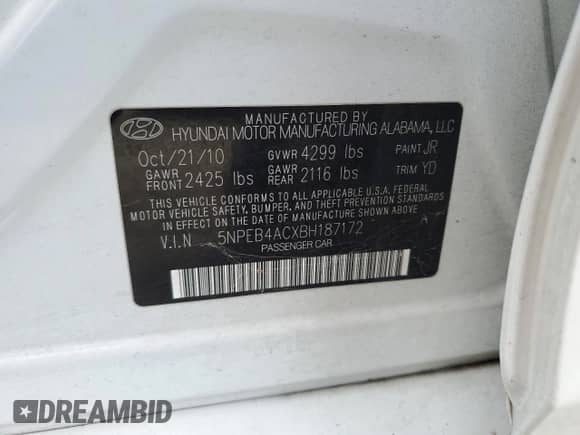 MANUFACTURED BY
HYUNDAI MOTOR MANUFACTURING ALABAMA, LLC
Oct/21/10 GVWR 4299 lbs PAINT JR
GAWR FRONT 2425 lbs GAWR REAR 2116 lbs TRIM YD
THIS VEHICLE CONFORMS TO ALL APPLICABLE U.S.A. FEDERAL
MOTOR VEHICLE SAFETY, BUMPER, AND THEFT PREVENTION STANDARDS
IN EFFECT ON THE DATE OF MANUFACTURE SHOWN ABOVE.
V.I.N 5NPEB4ACXBH187172 A
PASSENGER CAR
DREAMBID